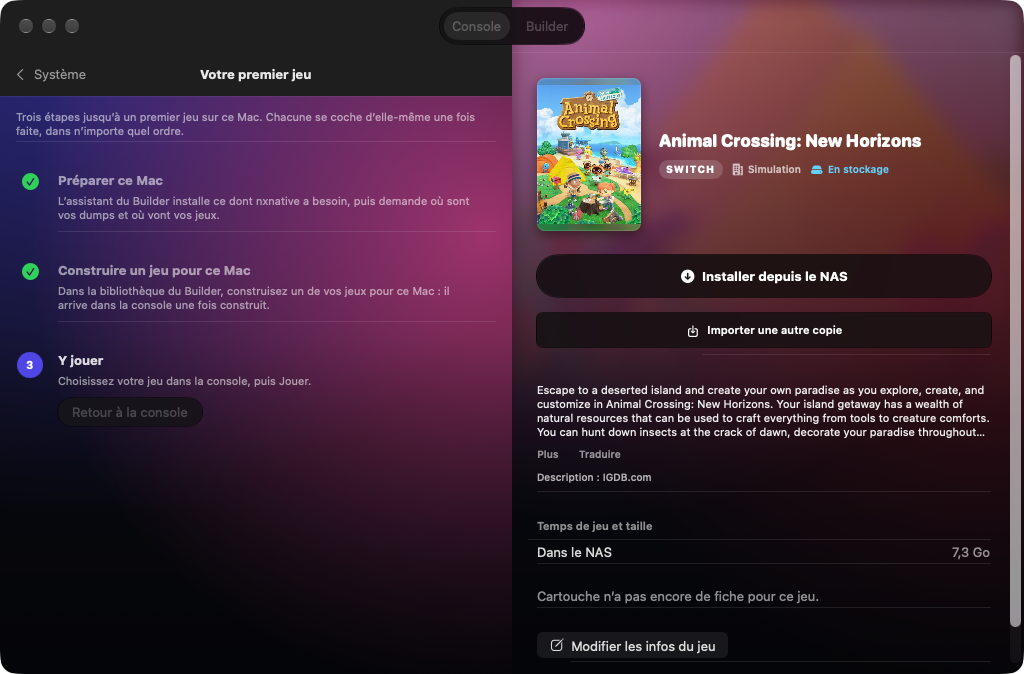 Console
Builder
Système
Votre premier jeu
Trois étapes jusqu’à un premier jeu sur ce Mac. Chacune se coche d’elle-même une fois
faite, dans n’importe quel ordre.
Préparer ce Mac
L’assistant du Builder installe ce dont nxnative a besoin, puis demande où sont
vos dumps et où vont vos jeux.
Construire un jeu pour ce Mac
Dans la bibliothèque du Builder, construisez un de vos jeux pour ce Mac : il
arrive dans la console une fois construit.
3
Y jouer
Choisissez votre jeu dans la console, puis Jouer.
Retour à la console
Animal
Crossing
Animal Crossing: New Horizons
SWITCH
Simulation
En stockage
Installer depuis le NAS
Importer une autre copie
Escape to a deserted island and create your own paradise as you explore, create, and
customize in Animal Crossing: New Horizons. Your island getaway has a wealth of
natural resources that can be used to craft everything from tools to creature comforts.
You can hunt down insects at the crack of dawn, decorate your paradise throughout...
Plus
Traduire
Description : IGDB.com
Temps de jeu et taille
Dans le NAS
7,3 Go
Cartouche n’a pas encore de fiche pour ce jeu.
Modifier les infos du jeu